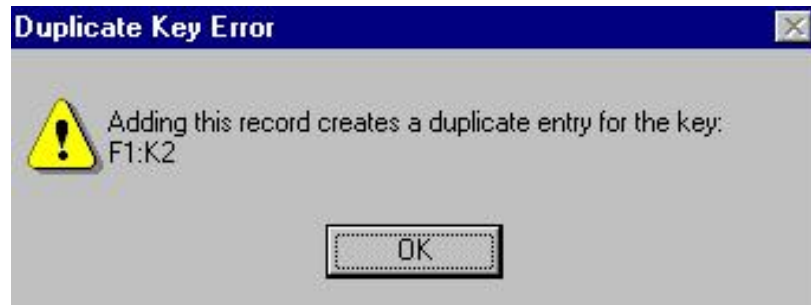 Duplicate Key Error
Adding this record creates a duplicate entry for the key:
F1:K2
OK